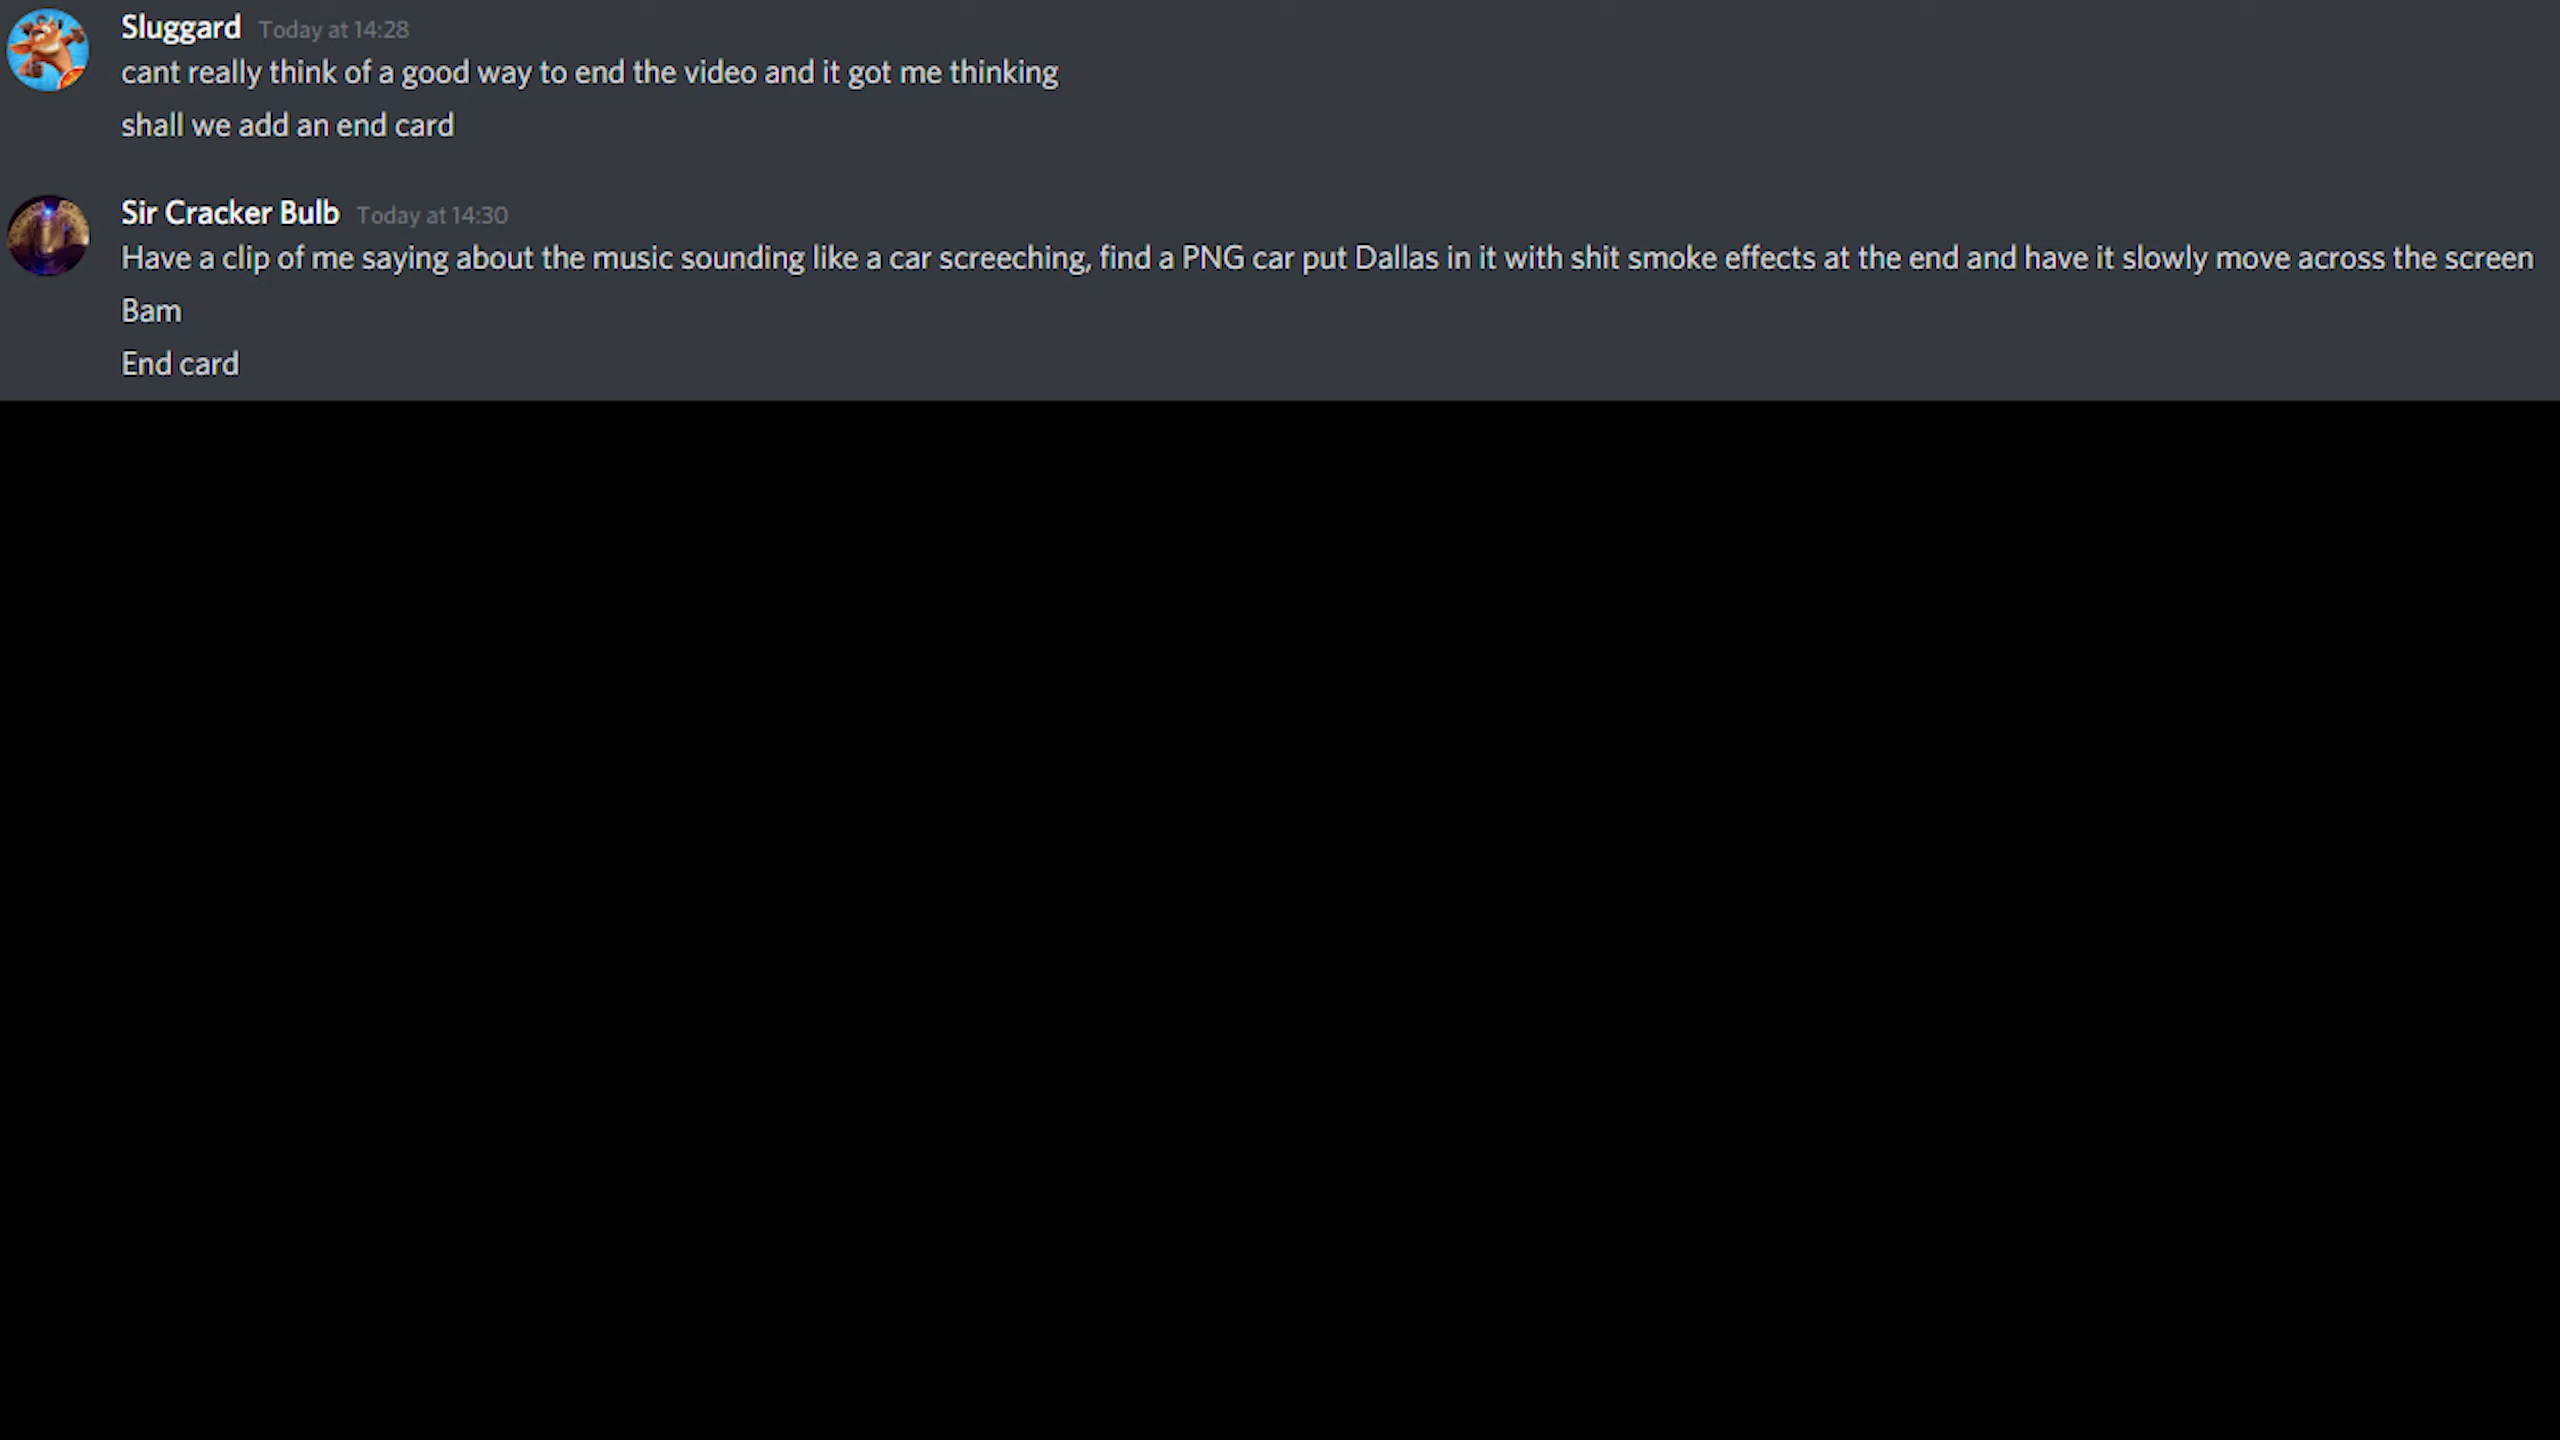 Sluggard Today at 14:28
cant really think of a good way to end the video and it got me thinking
shall we add an end card
Sir Cracker Bulb Today at 14:30
Have a clip of me saying about the music sounding like a car screeching, find a PNG car put Dallas in it with shit smoke effects at the end and have it slowly move across the screen
Bam
End card